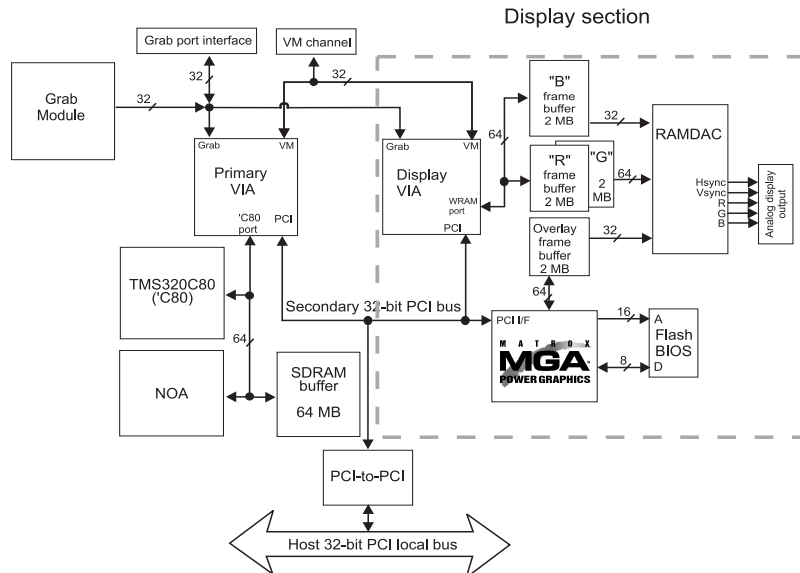 Display section
Grab port interface
VM channel
32
32
Grab
Module
32
Grab
VM
Primary
VIA
'C80
port
PCI
Grab
VM
Display
VIA
WRAM
port
PCI
64
"B"
frame
buffer
2 MB
32
"R"
frame
buffer
2 MB
"G"
2
MB
64
Overlay
frame
buffer
2 MB
32
RAMDAC
Hsync
Vsync
R
G
B
Analog display
output
TMS320C80
('C80)
64
NOA
SDRAM
buffer
64 MB
Secondary 32-bit PCI bus
64
PCI I/F
MATROX
MGA™
POWER GRAPHICS
16
8
A
Flash
BIOS
D
PCI-to-PCI
Host 32-bit PCI local bus